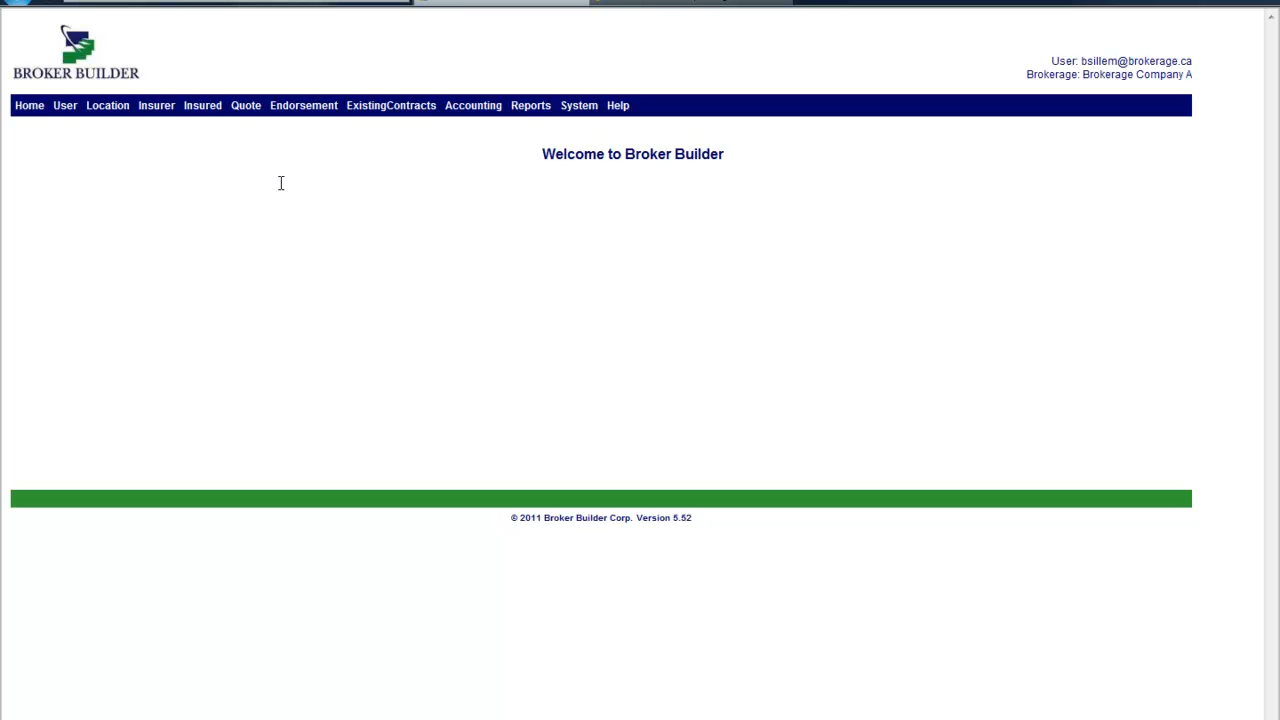 BROKER BUILDER
User: bsillem@brokerage.ca
Brokerage: Brokerage Company A
Home User Location Insurer Insured Quote Endorsement ExistingContracts Accounting Reports System Help
Welcome to Broker Builder
© 2011 Broker Builder Corp. Version 5.52